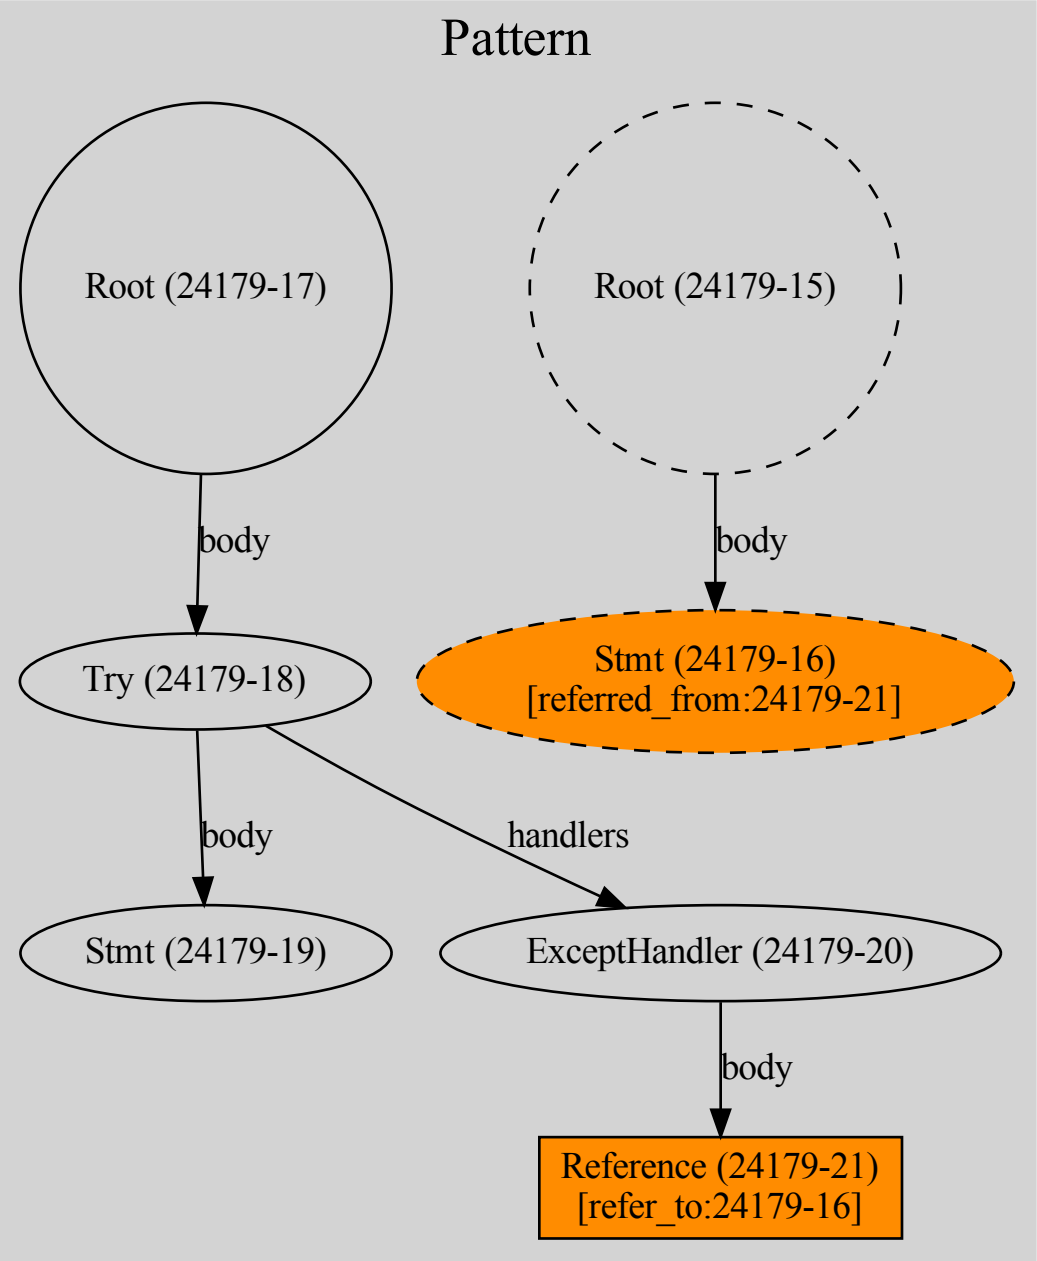 Pattern
Root (24179-17)
Root (24179-15)
body
body
Stmt (24179-16)
[referred_from:24179-21]
Try (24179-18)
body
handlers
Stmt (24179-19)
ExceptHandler (24179-20)
body
Reference (24179-21)
[refer_to:24179-16]